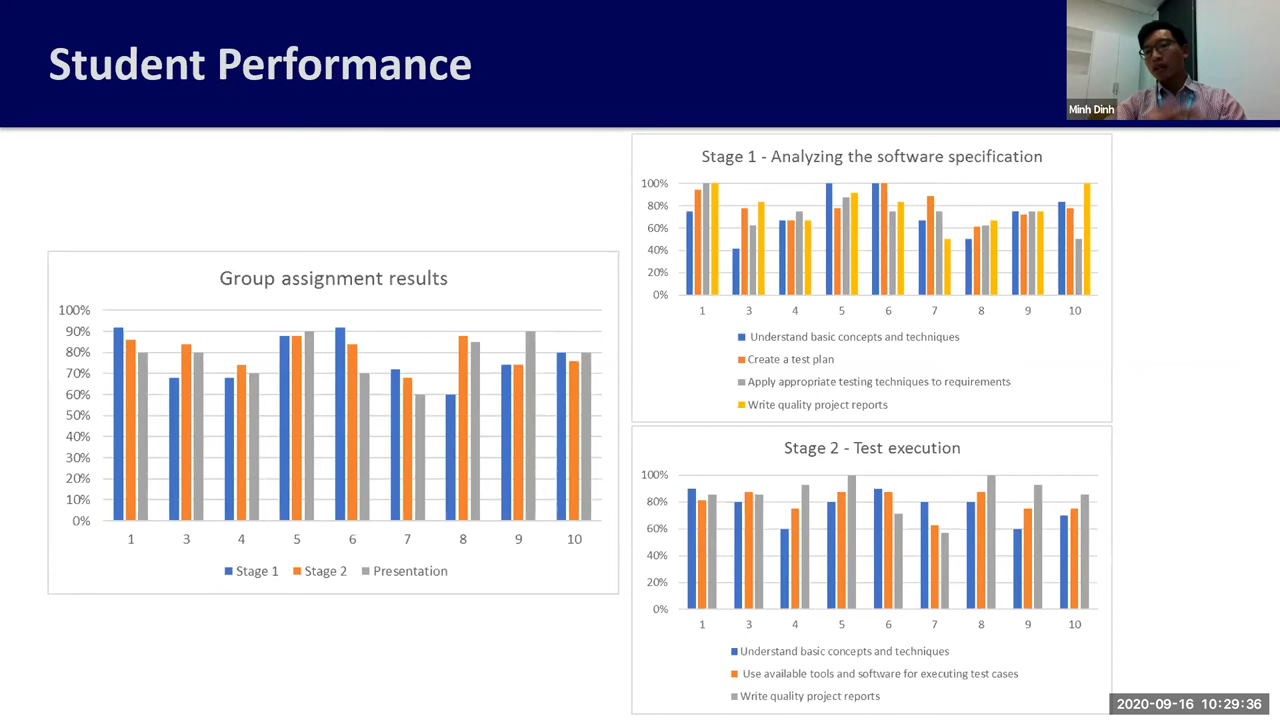 Student Performance
Minh Dinh
Group assignment results
100%
90%
80%
70%
60%
50%
40%
30%
20%
10%
0%
1 3 4 5 6 7 8 9 10
Stage 1 Stage 2 Presentation
Stage 1 - Analyzing the software specification
100%
80%
60%
40%
20%
0%
1 3 4 5 6 7 8 9 10
Understand basic concepts and techniques
Create a test plan
Apply appropriate testing techniques to requirements
Write quality project reports
Stage 2 - Test execution
100%
80%
60%
40%
20%
0%
1 3 4 5 6 7 8 9 10
Understand basic concepts and techniques
Use available tools and software for executing test cases
Write quality project reports
2020-09-16 10:29:36